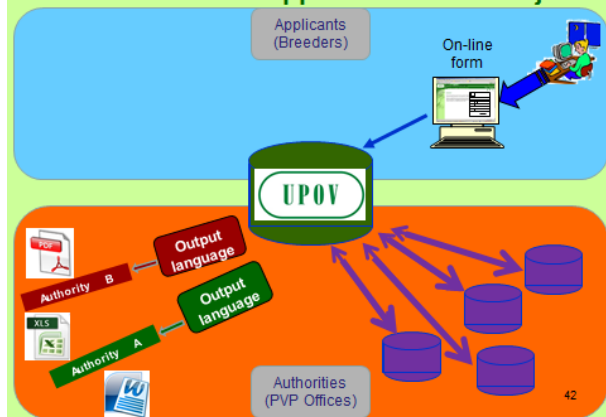 Applicants
(Breeders)
On-line
form
UPOV
PDF
Output
language
Authority B
Output
language
XLS
Authority A
W
Authorities
(PVP Offices)
42